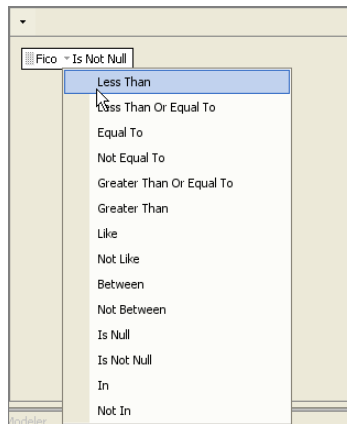 Fico Is Not Null
Less Than
Less Than Or Equal To
Equal To
Not Equal To
Greater Than Or Equal To
Greater Than
Like
Not Like
Between
Not Between
Is Null
Is Not Null
In
Not In
Modeler